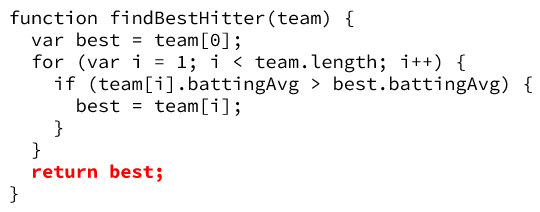 function findBestHitter(team) {
  var best = team[0];
  for (var i = 1; i < team.length; i++) {
    if (team[i].battingAvg > best.battingAvg) {
      best = team[i];
    }
  }
  return best;
}